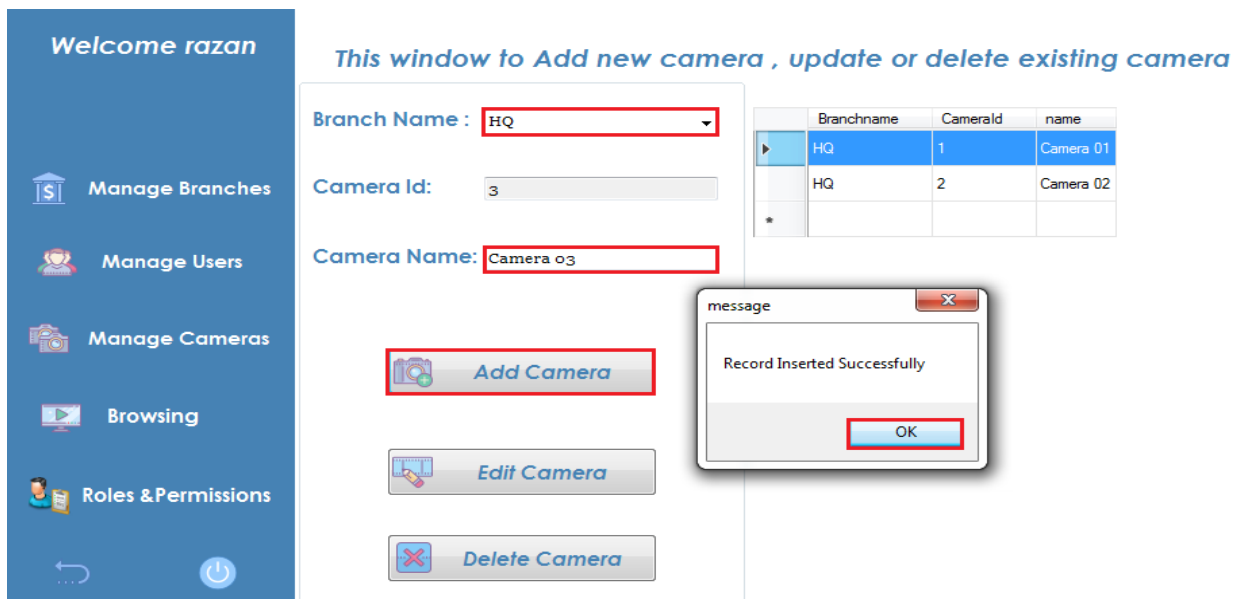 Welcome razan
Manage Branches
Manage Users
Manage Cameras
Browsing
Roles &Permissions
This window to Add new camera , update or delete existing camera
Branch Name : HQ
Camera Id: 3
Camera Name: Camera 03
Add Camera
Edit Camera
Delete Camera
Branchname CameraId name
HQ 1 Camera 01
HQ 2 Camera 02
*
message
Record Inserted Successfully
OK